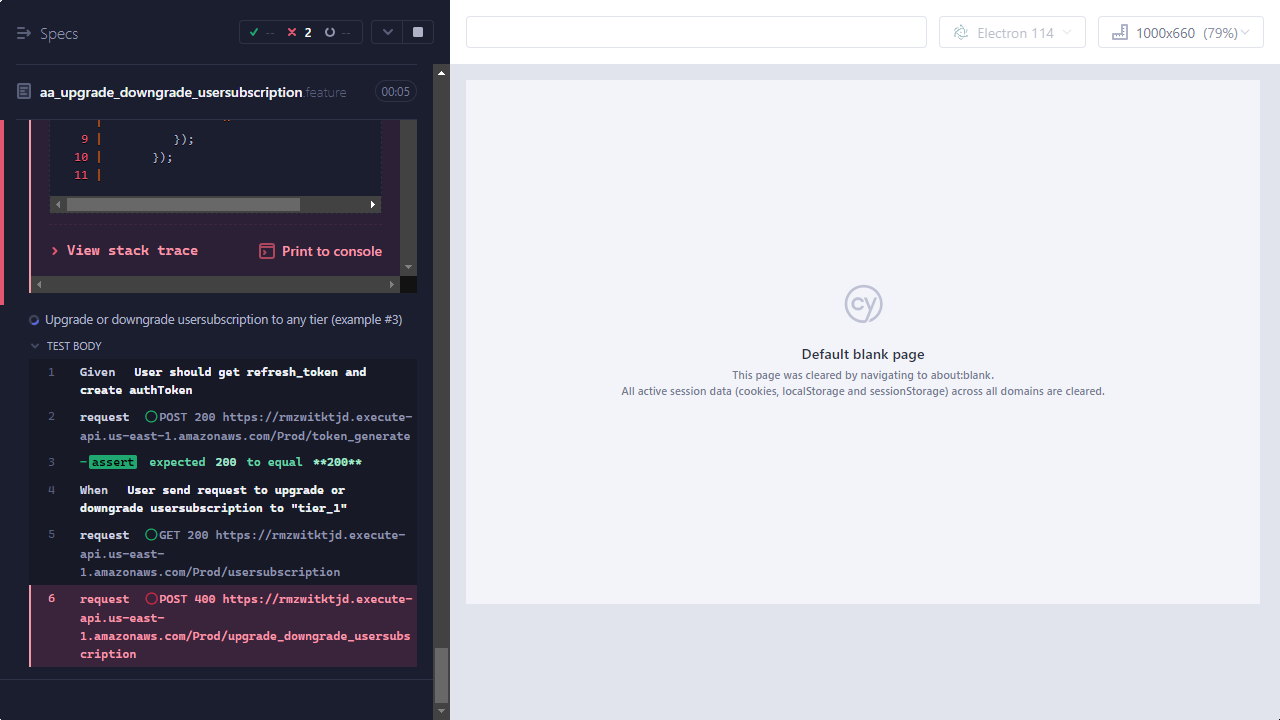 Specs
-- 2 --
Electron 114
1000x660 (79%)
aa_upgrade_downgrade_usersubscription.feature
00:05
9 | });
10 | });
11 |
View stack trace
Print to console
Upgrade or downgrade usersubscription to any tier (example #3)
TEST BODY
1 Given User should get refresh_token and
create authToken
2 request POST 200 https://rmzwitktjd.execute-
api.us-east-1.amazonaws.com/Prod/token_generate
3 -assert expected 200 to equal **200**
4 When User send request to upgrade or
downgrade usersubscription to "tier_1"
5 request GET 200 https://rmzwitktjd.execute-
api.us-east-
1.amazonaws.com/Prod/usersubscription
6 request POST 400 https://rmzwitktjd.execute-
api.us-east-
1.amazonaws.com/Prod/upgrade_downgrade_usersubs
cription
cy
Default blank page
This page was cleared by navigating to about:blank.
All active session data (cookies, localStorage and sessionStorage) across all domains are cleared.